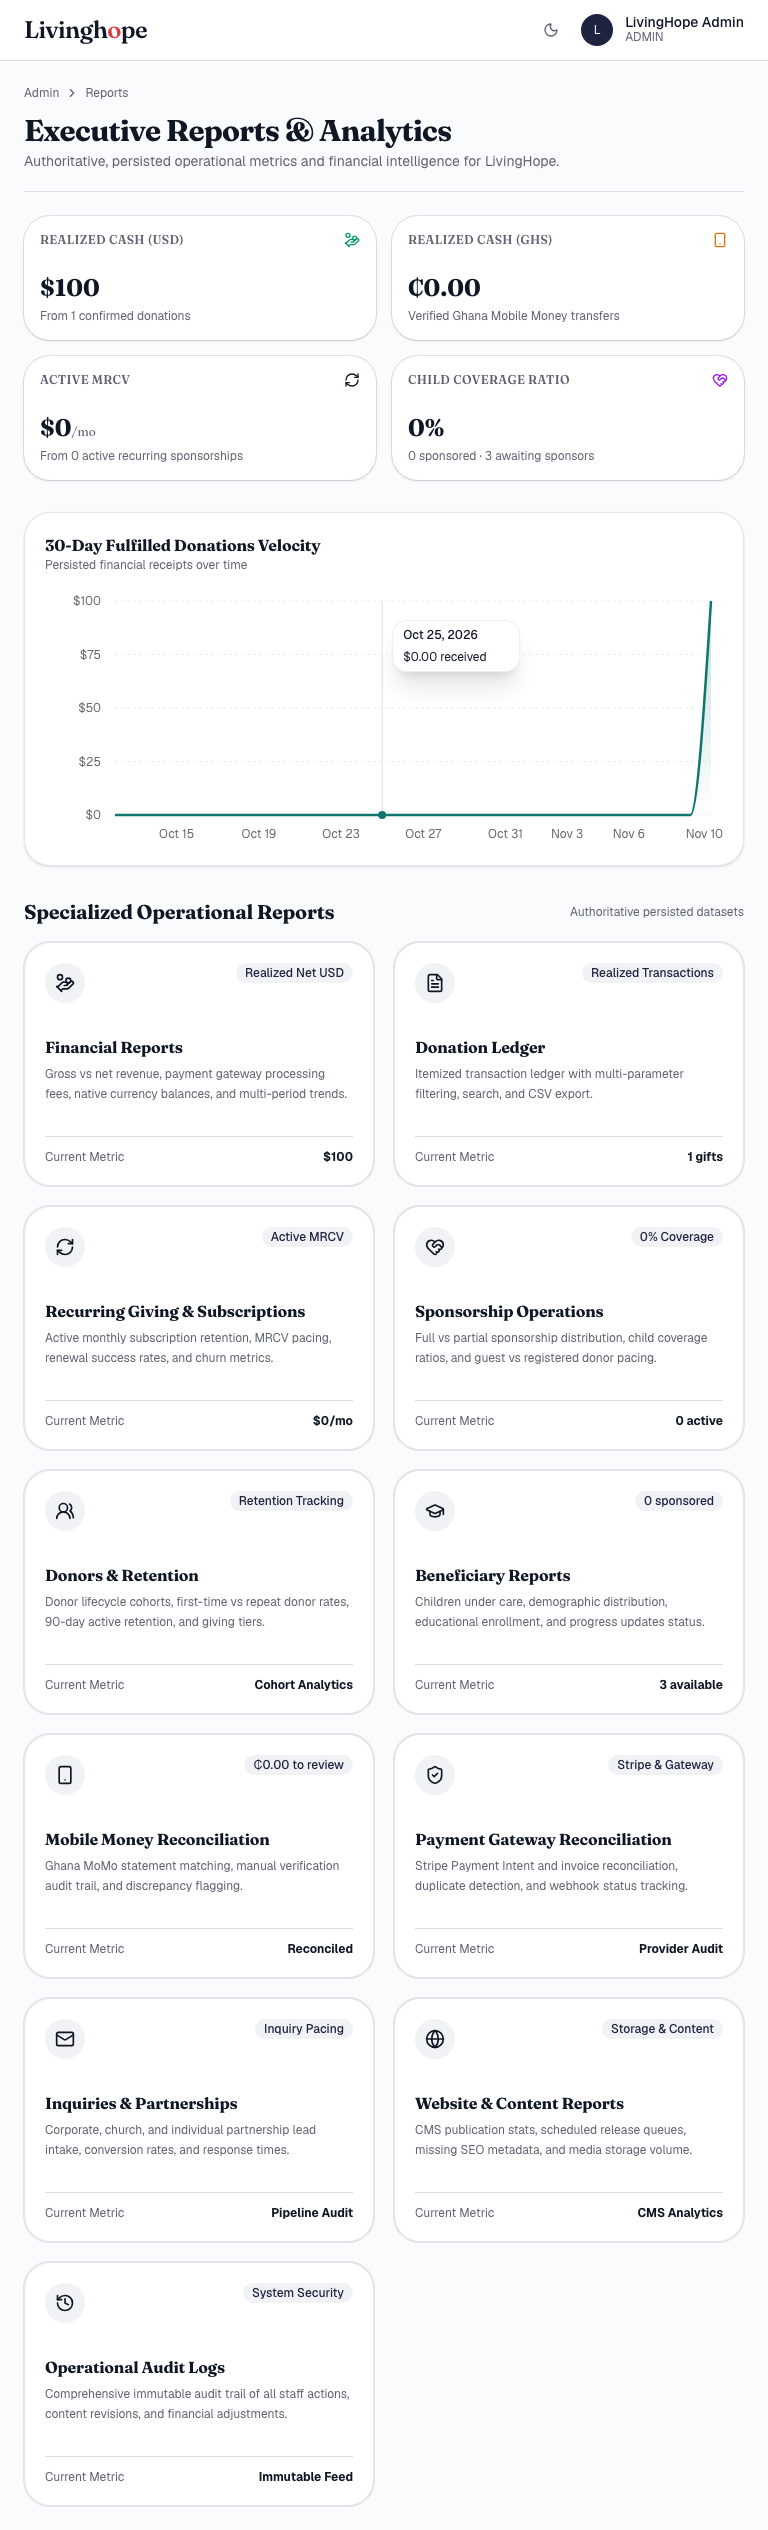 Livinghope
L
LivingHope Admin
ADMIN
Admin > Reports
Executive Reports & Analytics
Authoritative, persisted operational metrics and financial intelligence for LivingHope.
REALIZED CASH (USD)
$100
From 1 confirmed donations
REALIZED CASH (GHS)
₵0.00
Verified Ghana Mobile Money transfers
ACTIVE MRCV
$0/mo
From 0 active recurring sponsorships
CHILD COVERAGE RATIO
0%
0 sponsored · 3 awaiting sponsors
30-Day Fulfilled Donations Velocity
Persisted financial receipts over time
$100
$75
$50
$25
$0
Oct 25, 2026
$0.00 received
Oct 15 Oct 19 Oct 23 Oct 27 Oct 31 Nov 3 Nov 6 Nov 10
Specialized Operational Reports
Authoritative persisted datasets
Realized Net USD
Financial Reports
Gross vs net revenue, payment gateway processing
fees, native currency balances, and multi-period trends.
Current Metric $100
Realized Transactions
Donation Ledger
Itemized transaction ledger with multi-parameter
filtering, search, and CSV export.
Current Metric 1 gifts
Active MRCV
Recurring Giving & Subscriptions
Active monthly subscription retention, MRCV pacing,
renewal success rates, and churn metrics.
Current Metric $0/mo
0% Coverage
Sponsorship Operations
Full vs partial sponsorship distribution, child coverage
ratios, and guest vs registered donor pacing.
Current Metric 0 active
Retention Tracking
Donors & Retention
Donor lifecycle cohorts, first-time vs repeat donor rates,
90-day active retention, and giving tiers.
Current Metric Cohort Analytics
0 sponsored
Beneficiary Reports
Children under care, demographic distribution,
educational enrollment, and progress updates status.
Current Metric 3 available
₵0.00 to review
Mobile Money Reconciliation
Ghana MoMo statement matching, manual verification
audit trail, and discrepancy flagging.
Current Metric Reconciled
Stripe & Gateway
Payment Gateway Reconciliation
Stripe Payment Intent and invoice reconciliation,
duplicate detection, and webhook status tracking.
Current Metric Provider Audit
Inquiry Pacing
Inquiries & Partnerships
Corporate, church, and individual partnership lead
intake, conversion rates, and response times.
Current Metric Pipeline Audit
Storage & Content
Website & Content Reports
CMS publication stats, scheduled release queues,
missing SEO metadata, and media storage volume.
Current Metric CMS Analytics
System Security
Operational Audit Logs
Comprehensive immutable audit trail of all staff actions,
content revisions, and financial adjustments.
Current Metric Immutable Feed